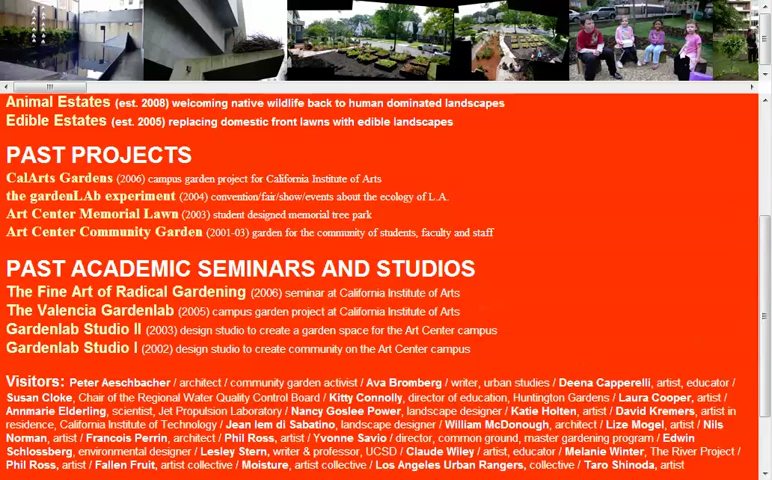 Animal Estates (est. 2008) welcoming native wildlife back to human dominated landscapes
Edible Estates (est. 2005) replacing domestic front lawns with edible landscapes
PAST PROJECTS
CalArts Gardens (2006) campus garden project for California Institute of Arts
the gardenLAb experiment (2004) convention/fair/show/events about the ecology of L.A.
Art Center Memorial Lawn (2003) student designed memorial tree park
Art Center Community Garden (2001-03) garden for the community of students, faculty and staff
PAST ACADEMIC SEMINARS AND STUDIOS
The Fine Art of Radical Gardening (2006) seminar at California Institute of Arts
The Valencia Gardenlab (2005) campus garden project at California Institute of Arts
Gardenlab Studio II (2003) design studio to create a garden space for the Art Center campus
Gardenlab Studio I (2002) design studio to create community on the Art Center campus
Visitors: Peter Aeschbacher / architect / community garden activist / Ava Bromberg / writer, urban studies / Deena Capperelli, artist, educator /
Susan Cloke, Chair of the Regional Water Quality Control Board / Kitty Connolly, director of education, Huntington Gardens / Laura Cooper, artist /
Annmarie Elderling, scientist, Jet Propulsion Laboratory / Nancy Goslee Power, landscape designer / Katie Holten, artist / David Kremers, artist in
residence, California Institute of Technology / Jean Iem di Sabatino, landscape designer / William McDonough, architect / Lize Mogel, artist / Nils
Norman, artist / Francois Perrin, architect / Phil Ross, artist / Yvonne Savio / director, common ground, master gardening program / Edwin
Schlossberg, environmental designer / Lesley Stern, writer & professor, UCSD / Claude Wiley / artist, educator / Melanie Winter, The River Project /
Phil Ross, artist / Fallen Fruit, artist collective / Moisture, artist collective / Los Angeles Urban Rangers, collective / Taro Shinoda, artist